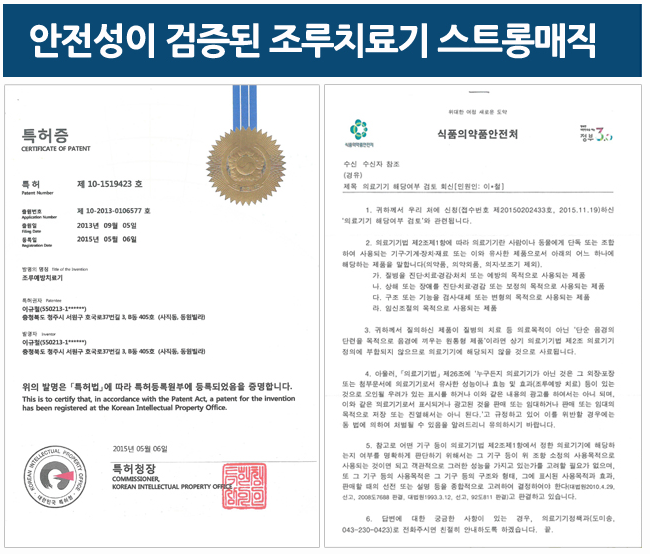 안전성이 검증된 조루치료기 스트롱매직
특허증
CERTIFICATE OF PATENT
특 허 제 10-1519423 호
Patent Number
출원번호 제 10-2013-0106577 호
Application Number
출원일 2013년 09월 05일
Filing Date
등록일 2015년 05월 06일
Registration Date
발명의 명칭 Title of the Invention
조루예방치료기
특허권자 Patentee
이규철(550213-1******)
충청북도 청주시 서원구 호국로37번길 3, B동 405호 (사직동, 동원빌라)
발명자 Inventor
이규철(550213-1******)
충청북도 청주시 서원구 호국로37번길 3, B동 405호 (사직동, 동원빌라)
위의 발명은 「특허법」에 따라 특허등록원부에 등록되었음을 증명합니다.
This is to certify that, in accordance with the Patent Act, a patent for the invention
has been registered at the Korean Intellectual Property Office.
2015년 05월 06일
특허청장
COMMISSIONER,
KOREAN INTELLECTUAL PROPERTY OFFICE
KOREAN INTELLECTUAL PROPERTY OFFICE
대한민국 특허청
위대한 여정 새로운 도약
식품의약품안전처
식품의약품안전처
정부 3.0
수신 수신자 참조
(경유)
제목 의료기기 해당여부 검토 회신[민원인: 이*철]
1. 귀하께서 우리 처에 신청(접수번호 제20150202433호, 2015.11.19)하신
'의료기기 해당여부 검토'와 관련됩니다.
2. 의료기기법 제2조제1항에 따라 의료기기란 사람이나 동물에게 단독 또는 조합
하여 사용되는 기구·기계·장치·재료 또는 이와 유사한 제품으로서 아래의 어느 하나에
해당하는 제품을 말합니다(의약품, 의약외품, 의지·보조기 제외).
가. 질병을 진단·치료·경감·처치 또는 예방의 목적으로 사용되는 제품
나. 상해 또는 장애를 진단·치료·경감 또는 보정의 목적으로 사용되는 제품
다. 구조 또는 기능을 검사·대체 또는 변형의 목적으로 사용되는 제품
라. 임신조절의 목적으로 사용되는 제품
3. 귀하께서 질의하신 제품이 질병의 치료 등 의료목적이 아닌 '단순 음경의
단련을 목적으로 음경에 끼우는 원통형 제품'이라면 상기 의료기기법 제2조 의료기기
정의에 부합되지 않으므로 의료기기에 해당되지 않을 것으로 사료됩니다.
4. 아울러, 「의료기기법」 제26조에 '누구든지 의료기기가 아닌 것은 그 외장·포장
또는 첨부문서에 의료기기로서 유사한 성능이나 효능 및 효과(조루예방 치료) 등이 있는
것으로 오인될 우려가 있는 표시를 하거나 이와 같은 내용의 광고를 하여서는 아니 되며,
이와 같은 의료기기로서 표시되거나 광고된 것을 판매 또는 임대하거나 판매 또는 임대의
목적으로 저장 또는 진열해서는 아니 된다.'고 규정하고 있어 이를 위반할 경우에는
동 법에 의하여 처벌될 수 있음을 알려드리니 유의하시기 바랍니다.
5. 참고로 어떤 기구 등이 의료기기법 제2조제1항에서 정한 의료기기에 해당하
는지 여부를 명확하게 판단하기 위해서는 그 기구 등이 위 조항 소정의 사용목적으로
사용되는 것이면 되고 객관적으로 그러한 성능을 가지고 있는가를 고려할 필요가 없으며,
또 그 기구 등의 사용목적은 그 기구 등의 구조와 형태, 그에 표시된 사용목적과 효과,
판매할 때의 선전 또는 설명 등을 종합적으로 고려하여 결정하여야 한다(대법원2010.4.29,
선고, 2008도7688 판결, 대법원1993.3.12, 선고, 92도811 판결)고 판결하고 있습니다.
6. 답변에 대한 궁금한 사항이 있는 경우, 의료기기정책과(도미승,
043-230-0423)로 전화주시면 친절히 안내하도록 하겠습니다. 끝.